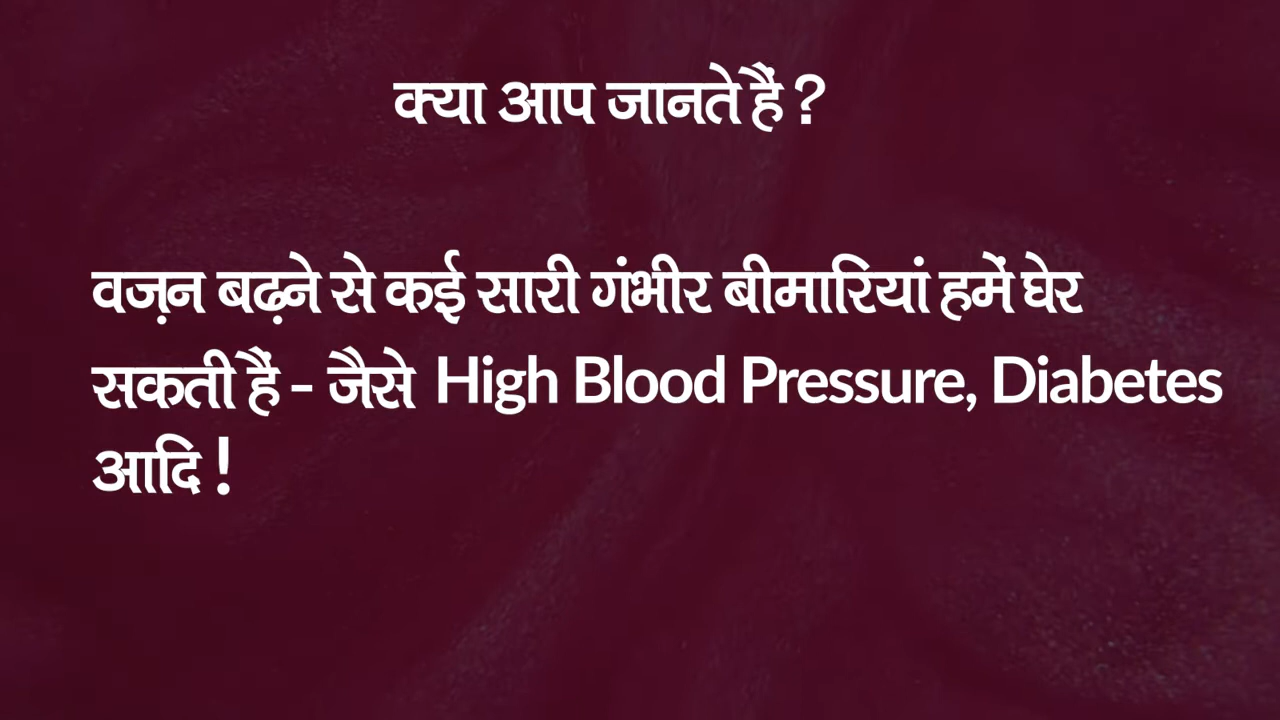 क्या आप जानते हैं ?
वज़न बढ़ने से कई सारी गंभीर बीमारियां हमें घेर
सकती हैं - जैसे High Blood Pressure, Diabetes
आदि !